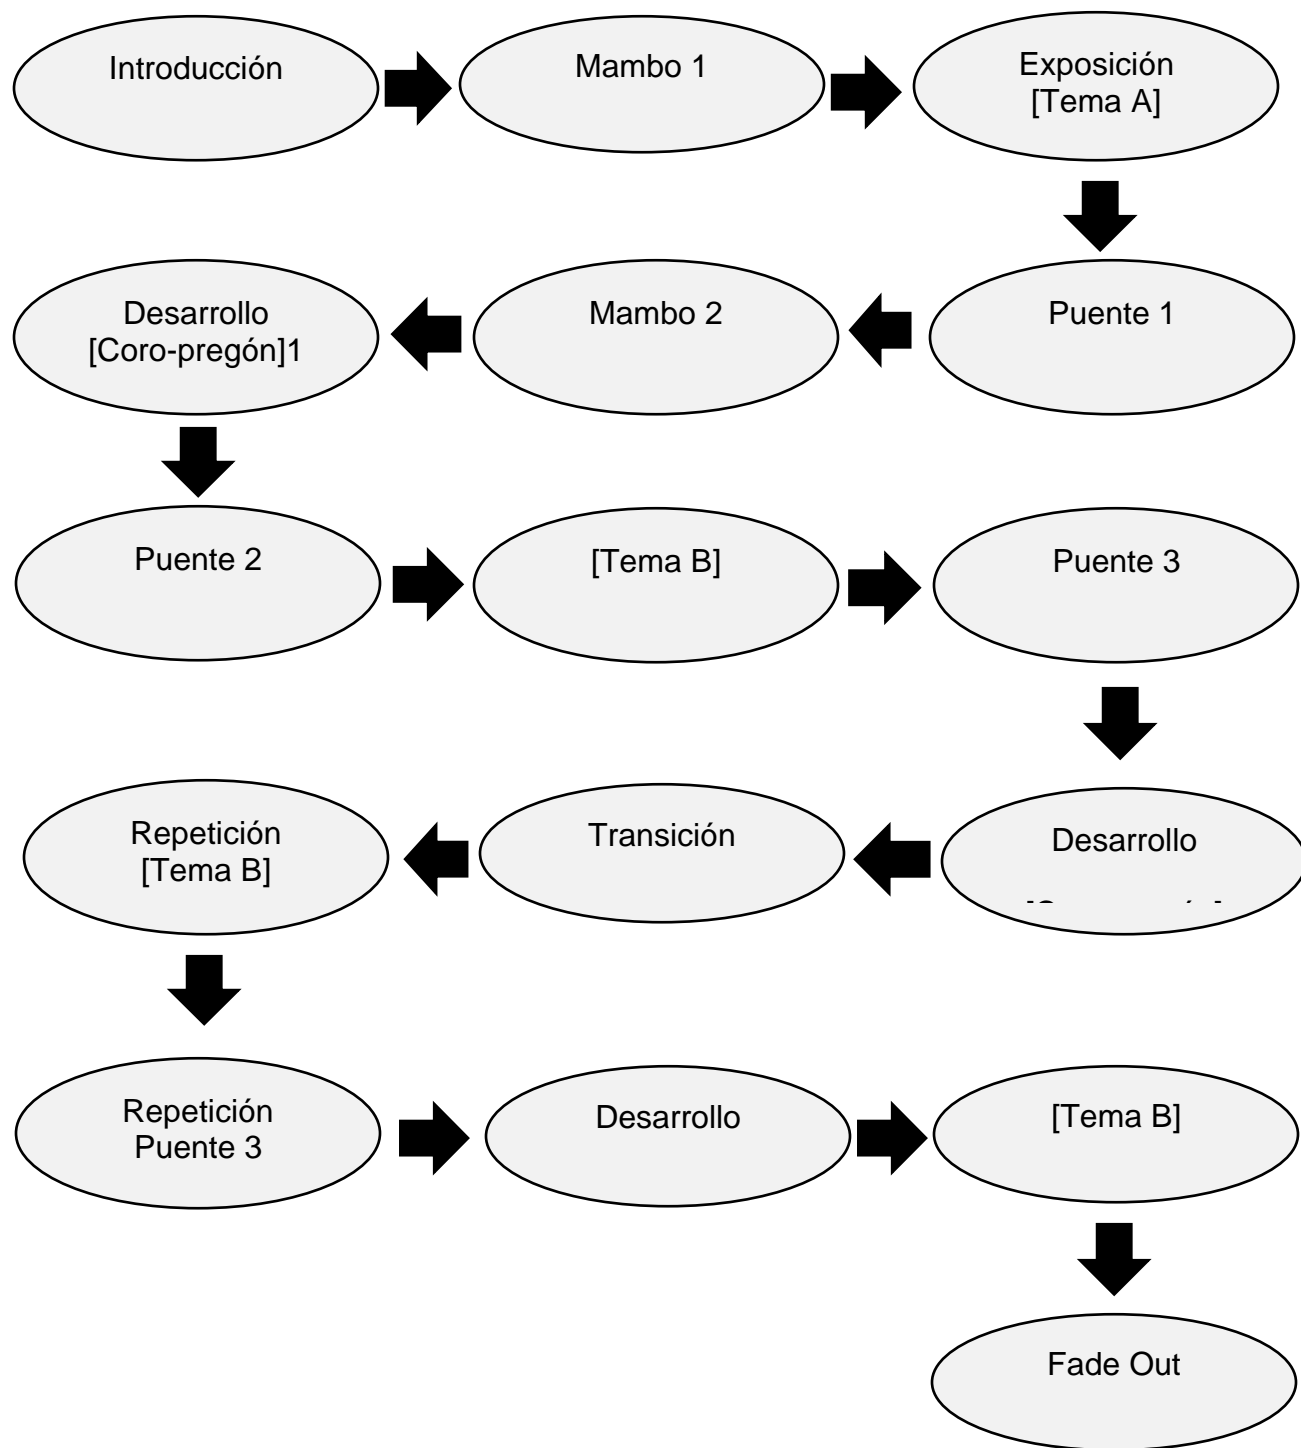 Introducción
Mambo 1
Exposición
[Tema A]
Puente 1
Mambo 2
Desarrollo
[Coro-pregón]1
Puente 2
[Tema B]
Puente 3
Desarrollo
Transición
Repetición
[Tema B]
Repetición
Puente 3
Desarrollo
[Tema B]
Fade Out